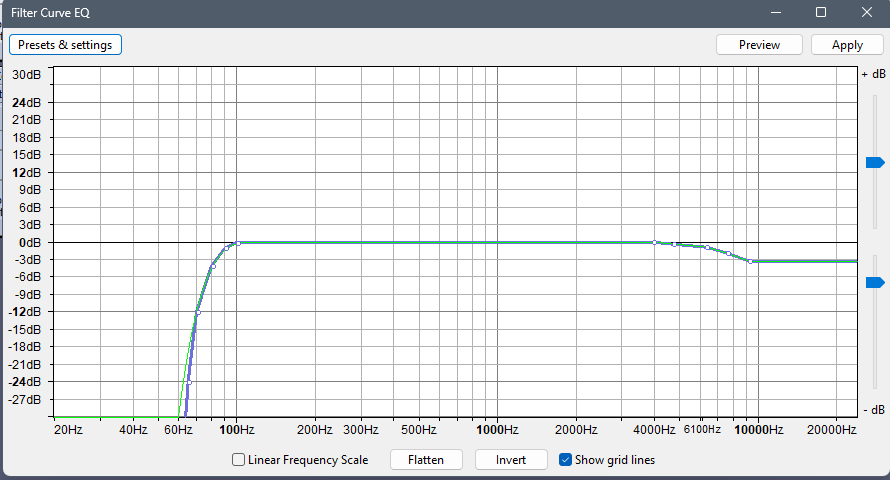 Filter Curve EQ
Presets & settings
Preview
Apply
30dB
24dB
21dB
18dB
15dB
12dB
9dB
6dB
3dB
0dB
-3dB
-6dB
-9dB
-12dB
-15dB
-18dB
-21dB
-24dB
-27dB
+ dB
- dB
20Hz 40Hz 60Hz 100Hz 200Hz 300Hz 500Hz 1000Hz 2000Hz 4000Hz 6100Hz 10000Hz 20000Hz
Linear Frequency Scale
Flatten
Invert
Show grid lines